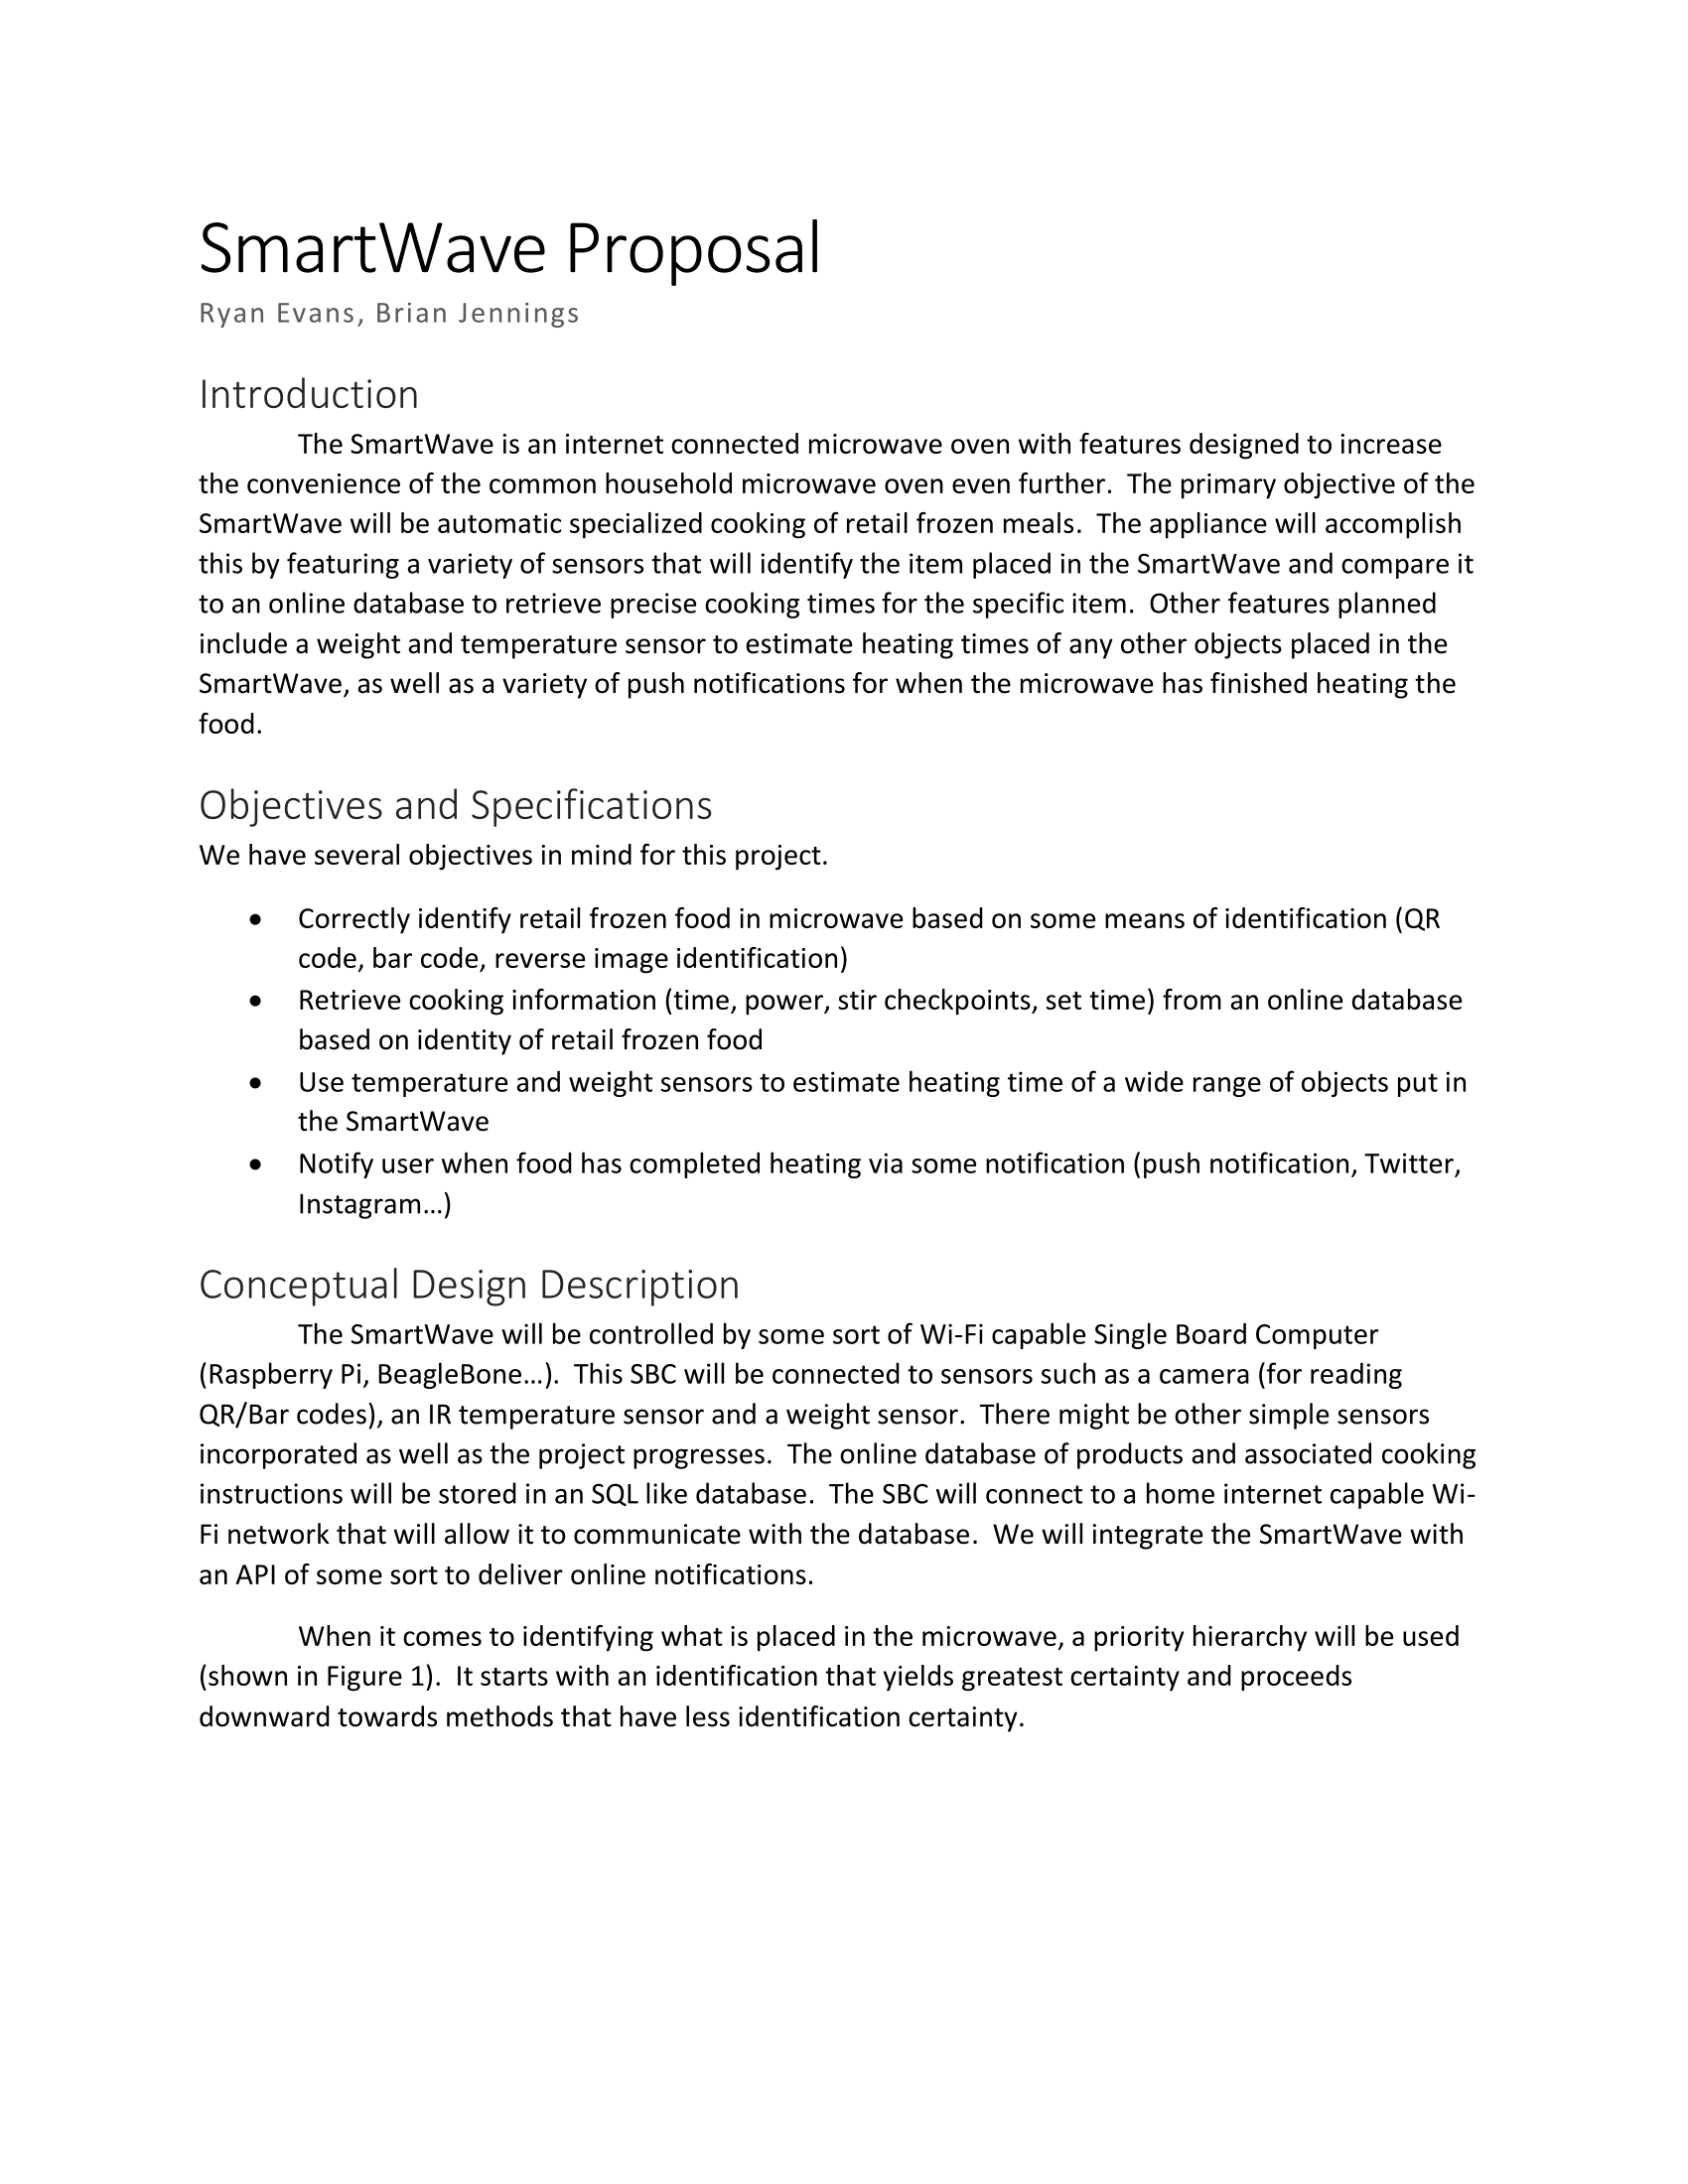 SmartWave Proposal
Ryan Evans, Brian Jennings
Introduction
The SmartWave is an internet connected microwave oven with features designed to increase
the convenience of the common household microwave oven even further.  The primary objective of the
SmartWave will be automatic specialized cooking of retail frozen meals.  The appliance will accomplish
this by featuring a variety of sensors that will identify the item placed in the SmartWave and compare it
to an online database to retrieve precise cooking times for the specific item.  Other features planned
include a weight and temperature sensor to estimate heating times of any other objects placed in the
SmartWave, as well as a variety of push notifications for when the microwave has finished heating the
food.
Objectives and Specifications
We have several objectives in mind for this project.
• Correctly identify retail frozen food in microwave based on some means of identification (QR
code, bar code, reverse image identification)
• Retrieve cooking information (time, power, stir checkpoints, set time) from an online database
based on identity of retail frozen food
• Use temperature and weight sensors to estimate heating time of a wide range of objects put in
the SmartWave
• Notify user when food has completed heating via some notification (push notification, Twitter,
Instagram…)
Conceptual Design Description
The SmartWave will be controlled by some sort of Wi-Fi capable Single Board Computer
(Raspberry Pi, BeagleBone…).  This SBC will be connected to sensors such as a camera (for reading
QR/Bar codes), an IR temperature sensor and a weight sensor.  There might be other simple sensors
incorporated as well as the project progresses.  The online database of products and associated cooking
instructions will be stored in an SQL like database.  The SBC will connect to a home internet capable Wi-
Fi network that will allow it to communicate with the database.  We will integrate the SmartWave with
an API of some sort to deliver online notifications.
When it comes to identifying what is placed in the microwave, a priority hierarchy will be used
(shown in Figure 1).  It starts with an identification that yields greatest certainty and proceeds
downward towards methods that have less identification certainty.